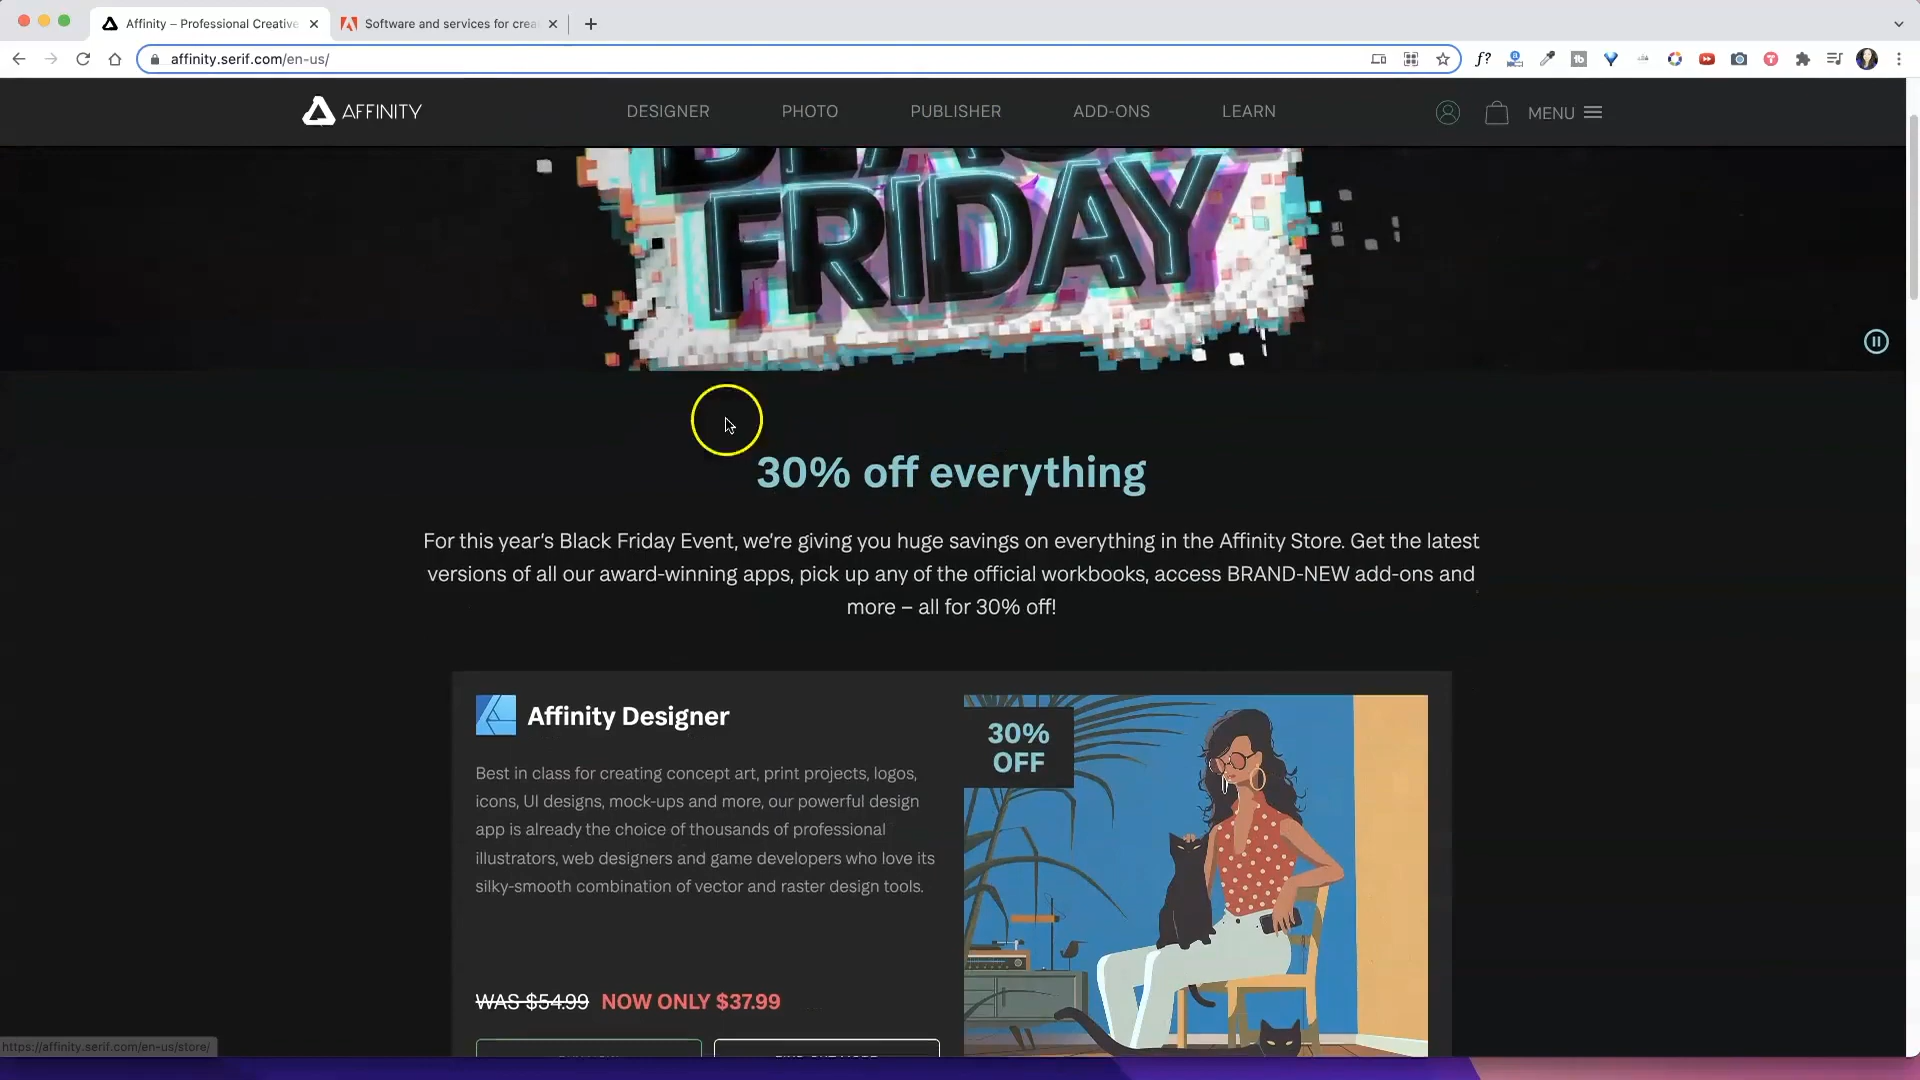 Affinity – Professional Creative
Software and services for crea
affinity.serif.com/en-us/
f?
AFFINITY
DESIGNER
PHOTO
PUBLISHER
ADD-ONS
LEARN
MENU
FRIDAY
30% off everything
For this year's Black Friday Event, we're giving you huge savings on everything in the Affinity Store. Get the latest
versions of all our award-winning apps, pick up any of the official workbooks, access BRAND-NEW add-ons and
more – all for 30% off!
Affinity Designer
30%
OFF
Best in class for creating concept art, print projects, logos,
icons, UI designs, mock-ups and more, our powerful design
app is already the choice of thousands of professional
illustrators, web designers and game developers who love its
silky-smooth combination of vector and raster design tools.
WAS $54.99 NOW ONLY $37.99
https://affinity.serif.com/en-us/store/